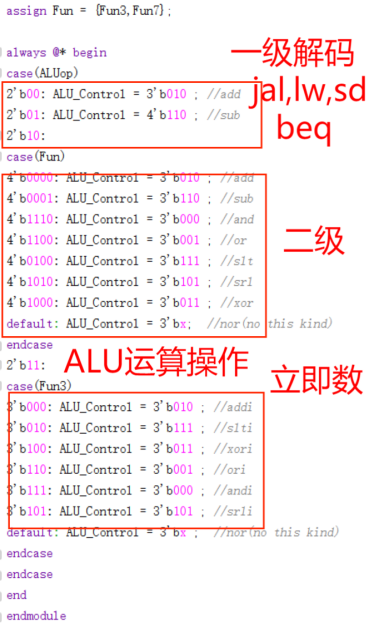 assign Fun = {Fun3,Fun7};
always @* begin
一级解码
case(ALUop)
2'b00: ALU_Control = 3'b010 ; //add
jal,lw,sd
2'b01: ALU_Control = 4'b110 ; //sub
beq
2'b10:
case(Fun)
4'b0000: ALU_Control = 3'b010 ; //add
4'b0001: ALU_Control = 3'b110 ; //sub
4'b1110: ALU_Control = 3'b000 ; //and
4'b1100: ALU_Control = 3'b001 ; //or
二级
4'b0100: ALU_Control = 3'b111 ; //slt
4'b1010: ALU_Control = 3'b101 ; //srl
4'b1000: ALU_Control = 3'b011 ; //xor
default: ALU_Control = 3'bx; //nor(no this kind)
endcase
2'b11:
ALU运算操作
立即数
case(Fun3)
3'b000: ALU_Control = 3'b010 ; //addi
3'b010: ALU_Control = 3'b111 ; //slti
3'b100: ALU_Control = 3'b011 ; //xori
3'b110: ALU_Control = 3'b001 ; //ori
3'b111: ALU_Control = 3'b000 ; //andi
3'b101: ALU_Control = 3'b101 ; //srli
default: ALU_Control = 3'bx ; //nor(no this kind)
endcase
endcase
end
endmodule